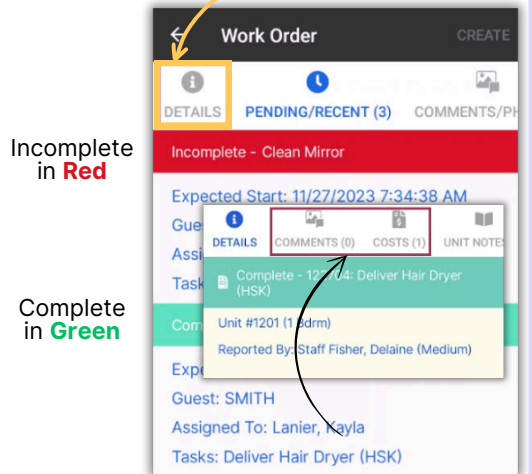 Work Order
CREATE
DETAILS
PENDING/RECENT (3)
COMMENTS/PH
Incomplete
in Red
Incomplete - Clean Mirror
Expected Start: 11/27/2023 7:34:38 AM
Gue
Assi
Task
DETAILS
COMMENTS (0)
COSTS (1)
UNIT NOTES
Complete - 122704: Deliver Hair Dryer
(HSK)
Unit #1201 (1 Bdrm)
Reported By: Staff Fisher, Delaine (Medium)
Complete
in Green
Com
Expe
Guest: SMITH
Assigned To: Lanier, Kayla
Tasks: Deliver Hair Dryer (HSK)